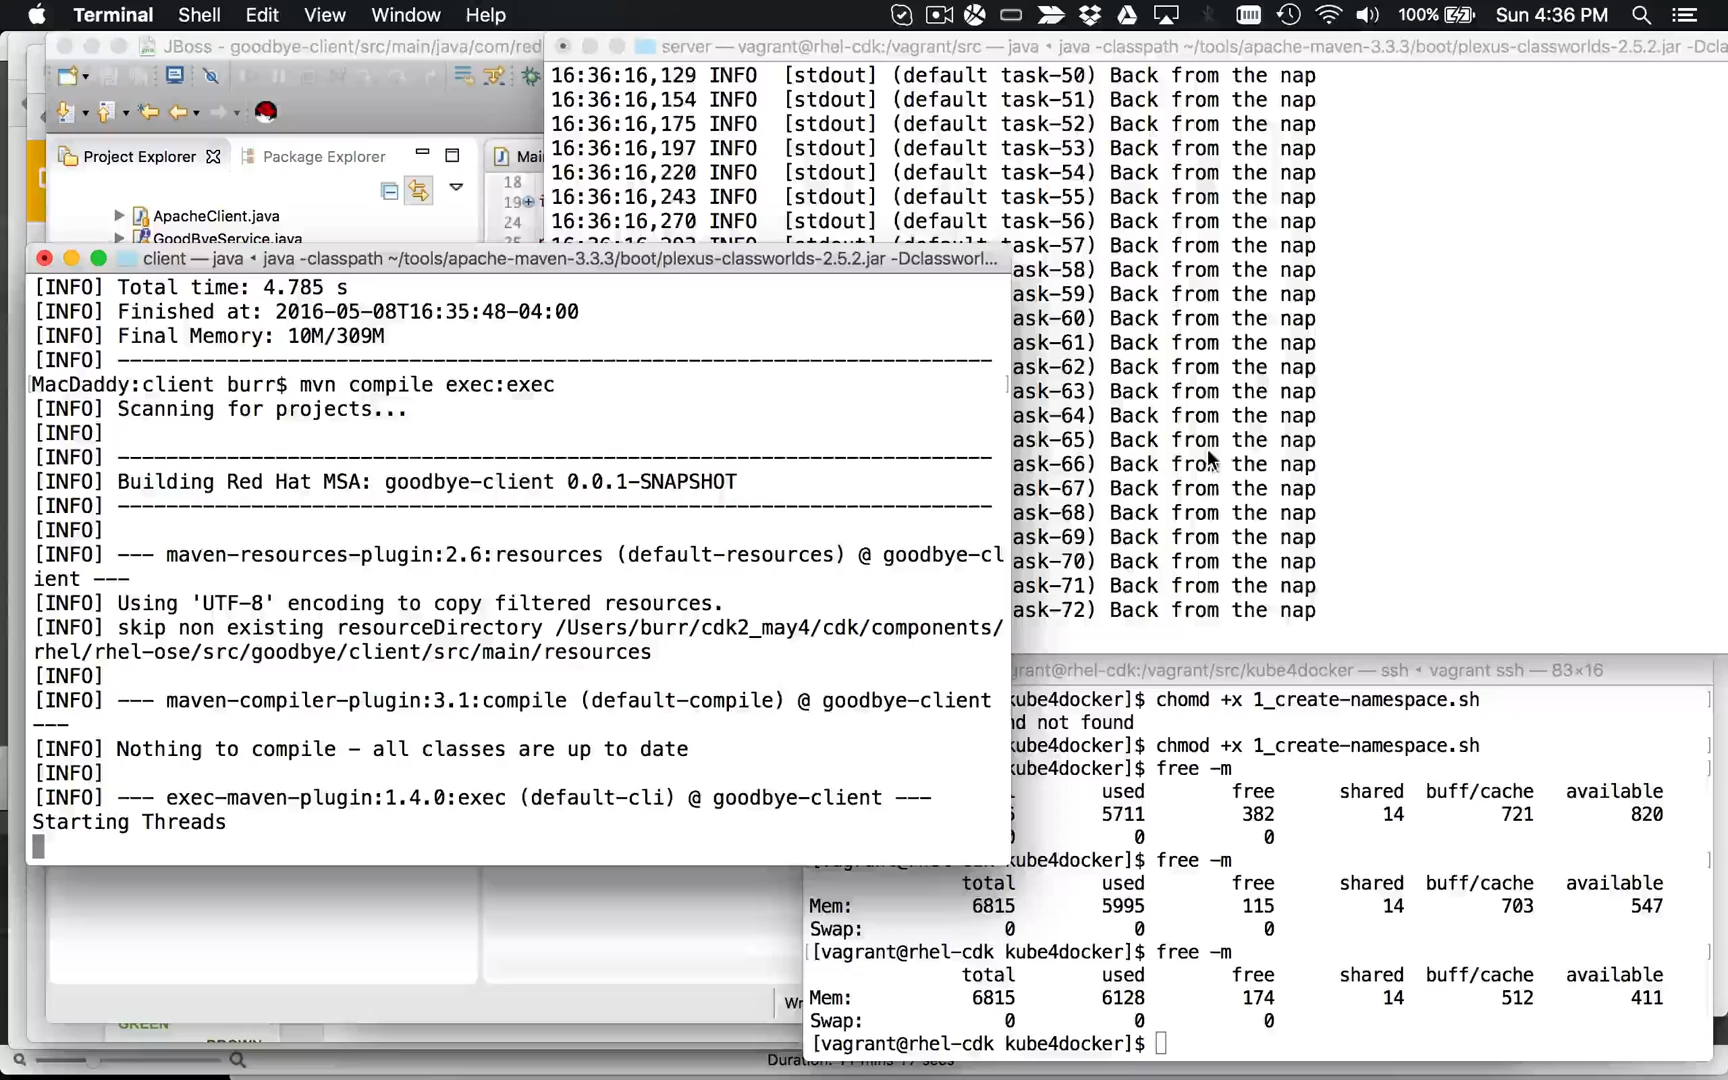 Terminal Shell Edit View Window Help 100% Sun 4:36 PM
JBoss - goodbye-client/src/main/java/com/red
server — vagrant@rhel-cdk:/vagrant/src — java ‹ java -classpath ~/tools/apache-maven-3.3.3/boot/plexus-classworlds-2.5.2.jar -Dclas
Project Explorer Package Explorer
Mai
18
19
24
ApacheClient.java
GoodByeService.java
16:36:16,129 INFO [stdout] (default task-50) Back from the nap
16:36:16,154 INFO [stdout] (default task-51) Back from the nap
16:36:16,175 INFO [stdout] (default task-52) Back from the nap
16:36:16,197 INFO [stdout] (default task-53) Back from the nap
16:36:16,220 INFO [stdout] (default task-54) Back from the nap
16:36:16,243 INFO [stdout] (default task-55) Back from the nap
16:36:16,270 INFO [stdout] (default task-56) Back from the nap
task-57) Back from the nap
ask-58) Back from the nap
ask-59) Back from the nap
ask-60) Back from the nap
ask-61) Back from the nap
ask-62) Back from the nap
ask-63) Back from the nap
ask-64) Back from the nap
ask-65) Back from the nap
ask-66) Back from the nap
ask-67) Back from the nap
ask-68) Back from the nap
ask-69) Back from the nap
ask-70) Back from the nap
ask-71) Back from the nap
ask-72) Back from the nap
client — java ‹ java -classpath ~/tools/apache-maven-3.3.3/boot/plexus-classworlds-2.5.2.jar -Dclassworl...
[INFO] Total time: 4.785 s
[INFO] Finished at: 2016-05-08T16:35:48-04:00
[INFO] Final Memory: 10M/309M
[INFO] ------------------------------------------------------------------------
MacDaddy:client burr$ mvn compile exec:exec
[INFO] Scanning for projects...
[INFO]
[INFO] ------------------------------------------------------------------------
[INFO] Building Red Hat MSA: goodbye-client 0.0.1-SNAPSHOT
[INFO] ------------------------------------------------------------------------
[INFO]
[INFO] --- maven-resources-plugin:2.6:resources (default-resources) @ goodbye-cl
ient ---
[INFO] Using 'UTF-8' encoding to copy filtered resources.
[INFO] skip non existing resourceDirectory /Users/burr/cdk2_may4/cdk/components/
rhel/rhel-ose/src/goodbye/client/src/main/resources
[INFO]
[INFO] --- maven-compiler-plugin:3.1:compile (default-compile) @ goodbye-client
---
[INFO] Nothing to compile - all classes are up to date
[INFO]
[INFO] --- exec-maven-plugin:1.4.0:exec (default-cli) @ goodbye-client ---
Starting Threads
grant@rhel-cdk:/vagrant/src/kube4docker — ssh ‹ vagrant ssh — 83×16
kube4docker]$ chomd +x 1_create-namespace.sh
nd not found
kube4docker]$ chmod +x 1_create-namespace.sh
kube4docker]$ free -m
used free shared buff/cache available
5711 382 14 721 820
0 0
kube4docker]$ free -m
total used free shared buff/cache available
Mem: 6815 5995 115 14 703 547
Swap: 0 0 0
[vagrant@rhel-cdk kube4docker]$ free -m
total used free shared buff/cache available
Mem: 6815 6128 174 14 512 411
Swap: 0 0 0
[vagrant@rhel-cdk kube4docker]$
Wr
GREEN